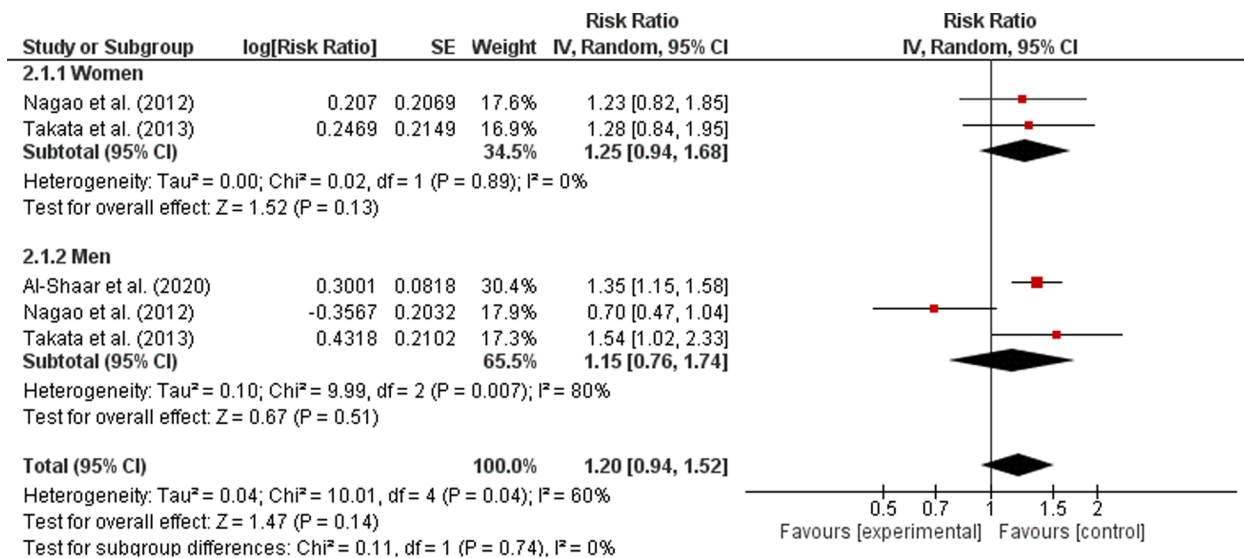 Risk Ratio Risk Ratio
Study or Subgroup log[Risk Ratio] SE Weight IV, Random, 95% CI IV, Random, 95% CI
2.1.1 Women
Nagao et al. (2012) 0.207 0.2069 17.6% 1.23 [0.82, 1.85]
Takata et al. (2013) 0.2469 0.2149 16.9% 1.28 [0.84, 1.95]
Subtotal (95% CI) 34.5% 1.25 [0.94, 1.68]
Heterogeneity: Tau² = 0.00; Chi² = 0.02, df = 1 (P = 0.89); I² = 0%
Test for overall effect: Z = 1.52 (P = 0.13)
2.1.2 Men
Al-Shaar et al. (2020) 0.3001 0.0818 30.4% 1.35 [1.15, 1.58]
Nagao et al. (2012) -0.3567 0.2032 17.9% 0.70 [0.47, 1.04]
Takata et al. (2013) 0.4318 0.2102 17.3% 1.54 [1.02, 2.33]
Subtotal (95% CI) 65.5% 1.15 [0.76, 1.74]
Heterogeneity: Tau² = 0.10; Chi² = 9.99, df = 2 (P = 0.007); I² = 80%
Test for overall effect: Z = 0.67 (P = 0.51)
Total (95% CI) 100.0% 1.20 [0.94, 1.52]
Heterogeneity: Tau² = 0.04; Chi² = 10.01, df = 4 (P = 0.04); I² = 60%
Test for overall effect: Z = 1.47 (P = 0.14)
Test for subgroup differences: Chi² = 0.11, df = 1 (P = 0.74), I² = 0%
0.5 0.7 1 1.5 2
Favours [experimental] Favours [control]